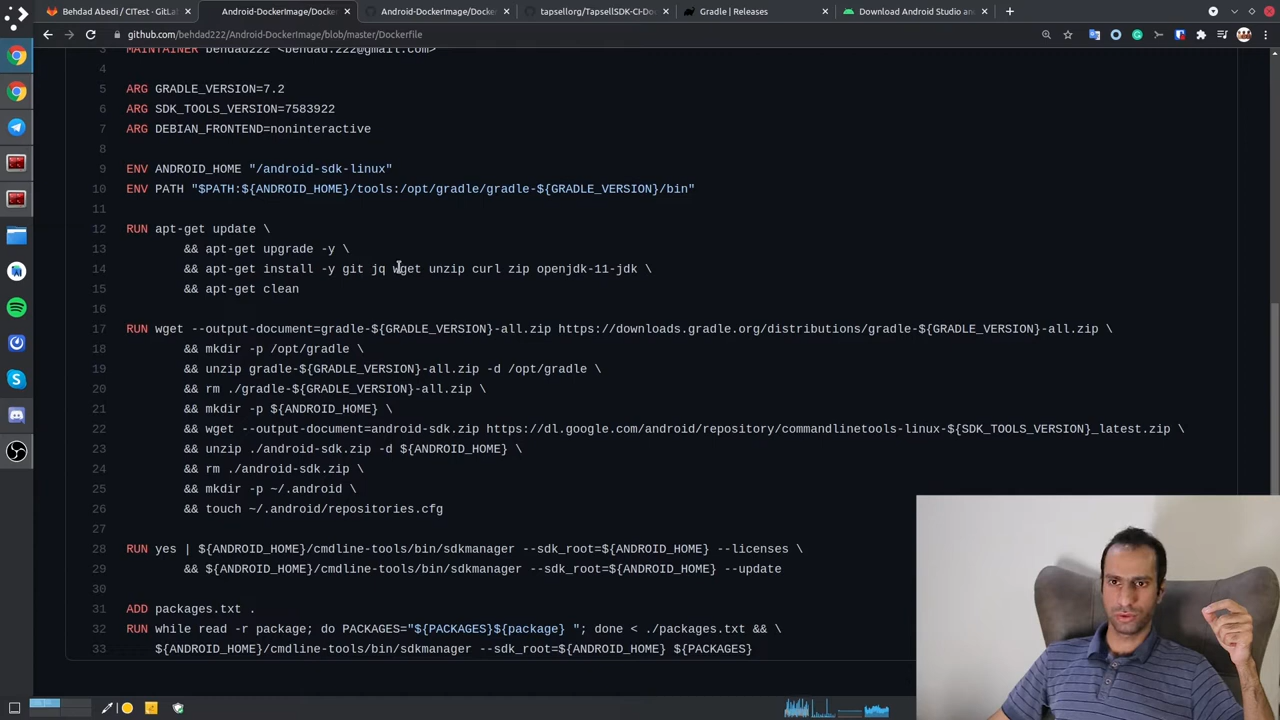 Behdad Abedi / CITest · GitLa
Android-DockerImage/Docker
Android-DockerImage/Docke
tapsellorg/TapsellSDK-CI-Doc
Gradle | Releases
Download Android Studio an
github.com/behdad222/Android-DockerImage/blob/master/Dockerfile
3 MAINTAINER behdad222 <behdad.222@gmail.com>
4
5 ARG GRADLE_VERSION=7.2
6 ARG SDK_TOOLS_VERSION=7583922
7 ARG DEBIAN_FRONTEND=noninteractive
8
9 ENV ANDROID_HOME "/android-sdk-linux"
10 ENV PATH "$PATH:${ANDROID_HOME}/tools:/opt/gradle/gradle-${GRADLE_VERSION}/bin"
11
12 RUN apt-get update \
13 && apt-get upgrade -y \
14 && apt-get install -y git jq wget unzip curl zip openjdk-11-jdk \
15 && apt-get clean
16
17 RUN wget --output-document=gradle-${GRADLE_VERSION}-all.zip https://downloads.gradle.org/distributions/gradle-${GRADLE_VERSION}-all.zip \
18 && mkdir -p /opt/gradle \
19 && unzip gradle-${GRADLE_VERSION}-all.zip -d /opt/gradle \
20 && rm ./gradle-${GRADLE_VERSION}-all.zip \
21 && mkdir -p ${ANDROID_HOME} \
22 && wget --output-document=android-sdk.zip https://dl.google.com/android/repository/commandlinetools-linux-${SDK_TOOLS_VERSION}_latest.zip \
23 && unzip ./android-sdk.zip -d ${ANDROID_HOME} \
24 && rm ./android-sdk.zip \
25 && mkdir -p ~/.android \
26 && touch ~/.android/repositories.cfg
27
28 RUN yes | ${ANDROID_HOME}/cmdline-tools/bin/sdkmanager --sdk_root=${ANDROID_HOME} --licenses \
29 && ${ANDROID_HOME}/cmdline-tools/bin/sdkmanager --sdk_root=${ANDROID_HOME} --update
30
31 ADD packages.txt .
32 RUN while read -r package; do PACKAGES="${PACKAGES}${package} "; done < ./packages.txt && \
33 ${ANDROID_HOME}/cmdline-tools/bin/sdkmanager --sdk_root=${ANDROID_HOME} ${PACKAGES}